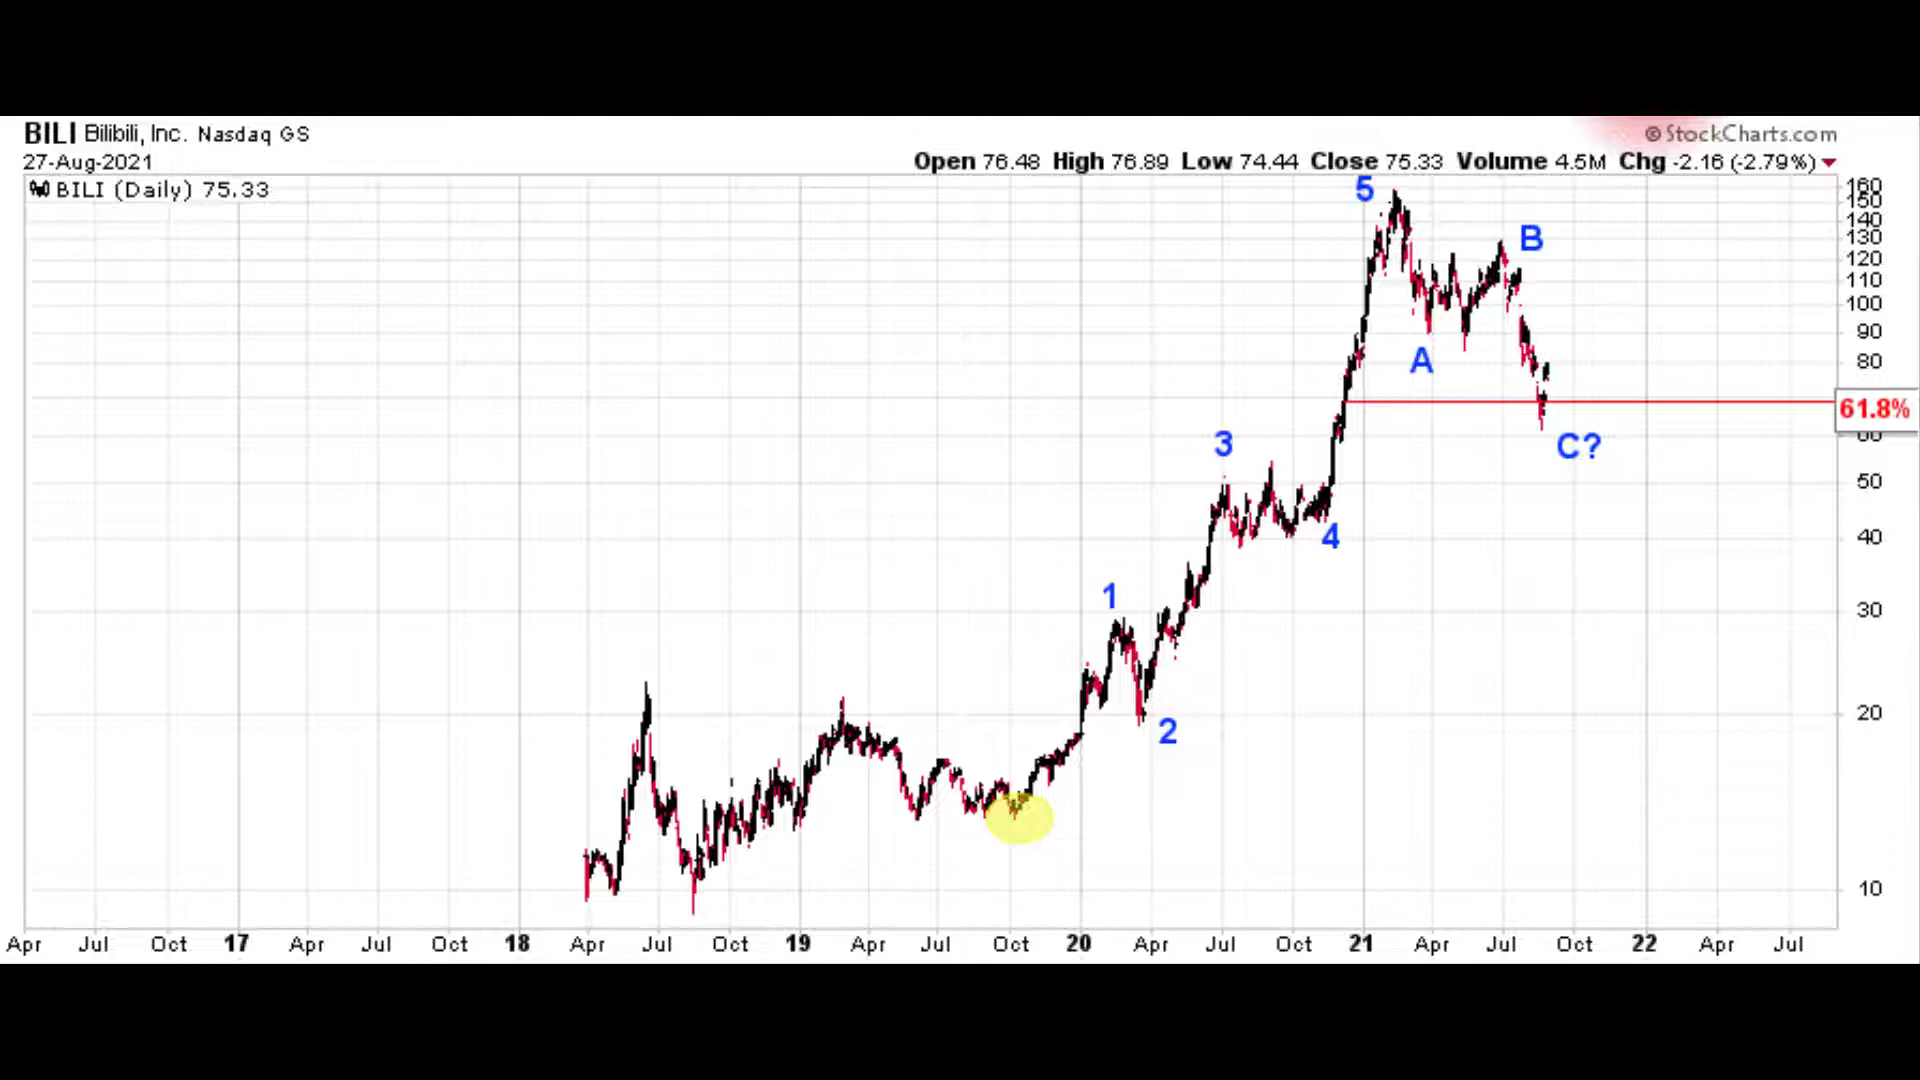 BILI Bilibili, Inc. Nasdaq GS
© StockCharts.com
27-Aug-2021
Open 76.48 High 76.89 Low 74.44 Close 75.33 Volume 4.5M Chg -2.16 (-2.79%)
BILI (Daily) 75.33
5
160
150
140
B
130
120
110
100
90
A
80
61.8%
60
3
C?
50
4
40
1
30
2
20
10
Apr Jul Oct 17 Apr Jul Oct 18 Apr Jul Oct 19 Apr Jul Oct 20 Apr Jul Oct 21 Apr Jul Oct 22 Apr Jul